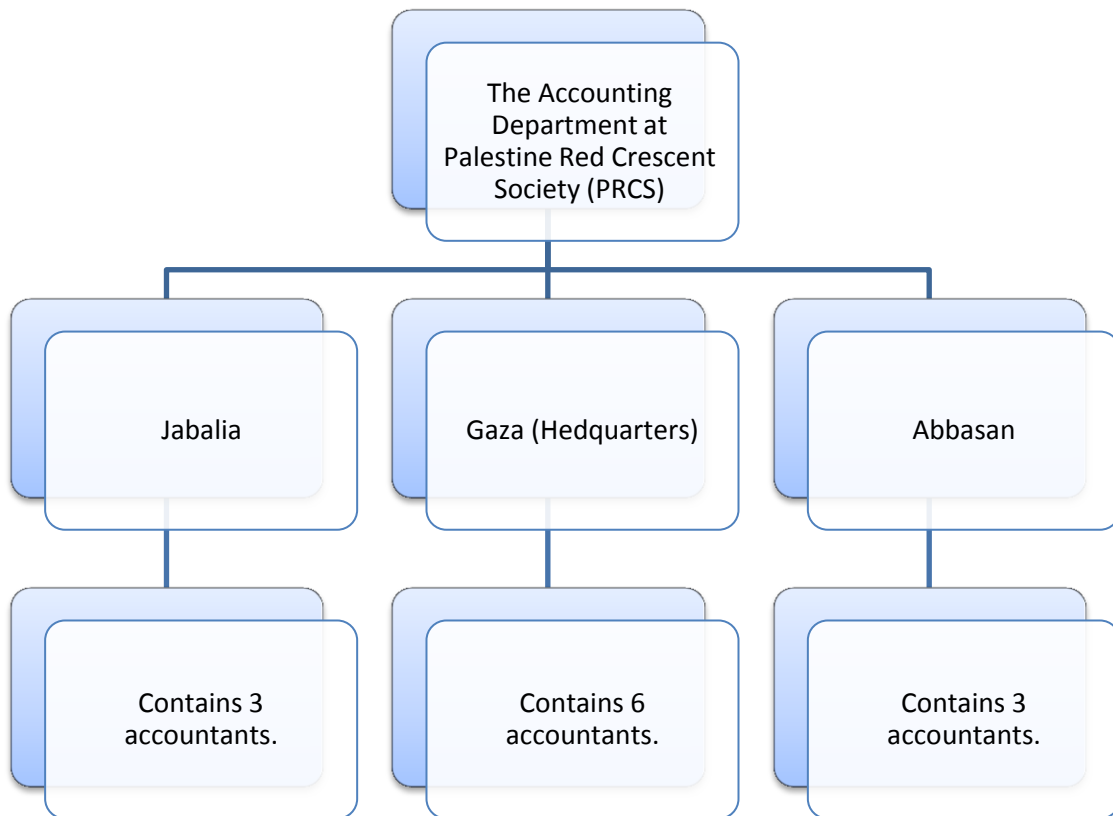 The Accounting
Department at
Palestine Red Crescent
Society (PRCS)
Jabalia
Gaza (Hedquarters)
Abbasan
Contains 3
accountants.
Contains 6
accountants.
Contains 3
accountants.